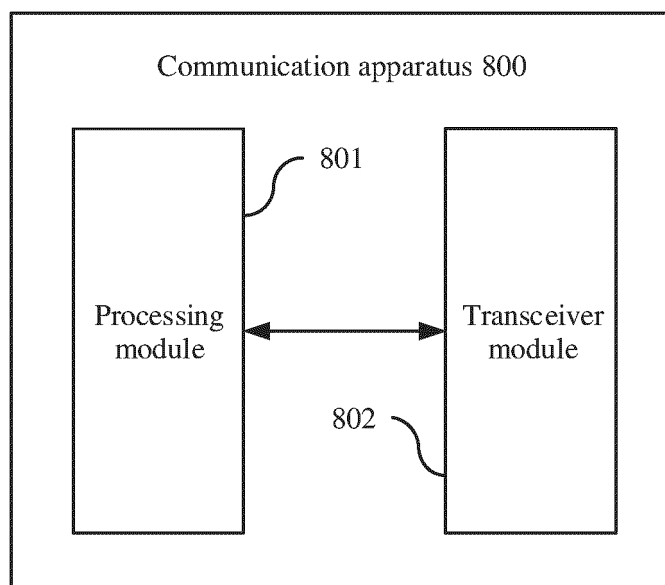 Communication apparatus 800
801
Processing
module
Transceiver
module
802